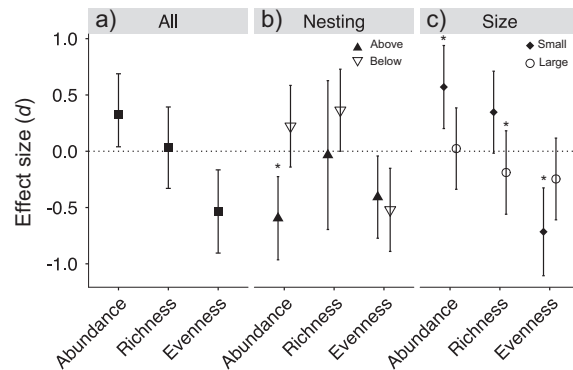 a) All
b) Nesting
c) Size
Above
Below
Small
Large
Effect size (d)
1.0
0.5
0.0
-0.5
-1.0
*
*
*
*
Abundance
Richness
Evenness
Abundance
Richness
Evenness
Abundance
Richness
Evenness